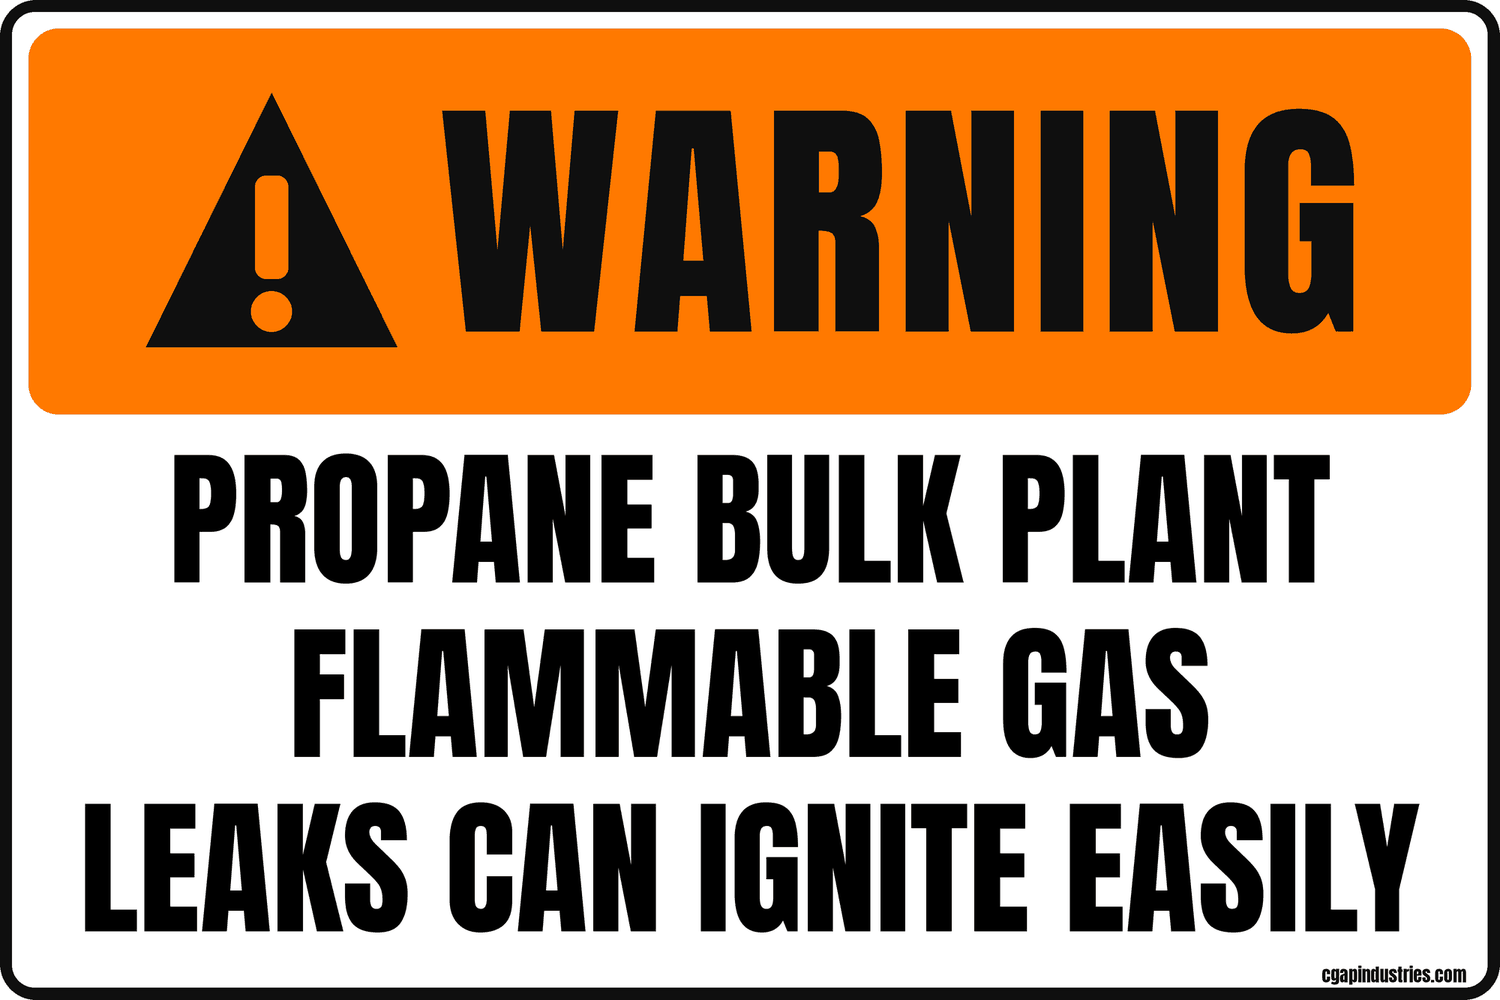 WARNING
PROPANE BULK PLANT
FLAMMABLE GAS
LEAKS CAN IGNITE EASILY
cgapindustries.com